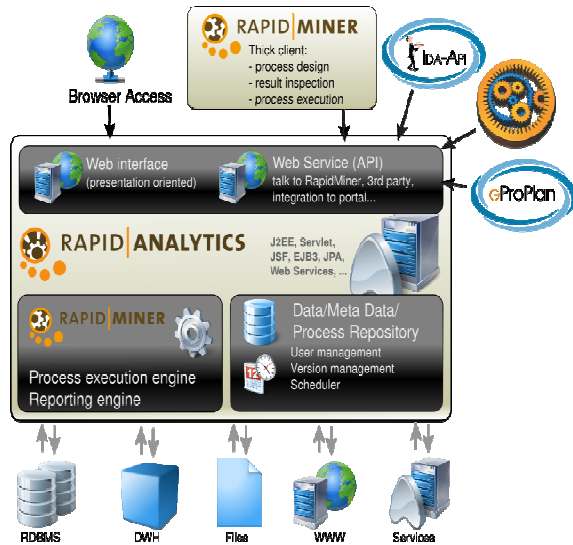 RAPID MINER
Thick client:
- process design
- result inspection
- process execution
IDA-API
Browser Access
Web interface
(presentation oriented)
Web Service (API)
talk to RapidMiner, 3rd party,
integration to portal...
gProPlan
RAPID ANALYTICS
J2EE, Servlet,
JSF, EJB3, JPA,
Web Services, ...
RAPID MINER
Process execution engine
Reporting engine
Data/Meta Data/
Process Repository
User management
Version management
Scheduler
12
RDBMS
DWH
Files
WWW
Services